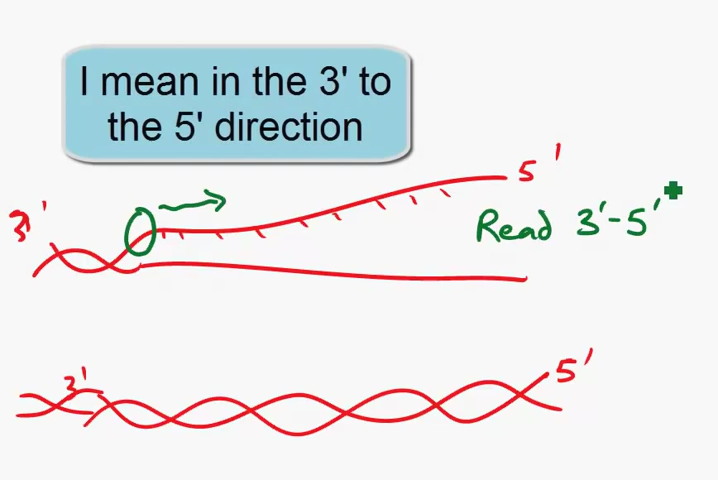 I mean in the 3' to
the 5' direction
5'
3'
Read 3'-5'
3'
5'